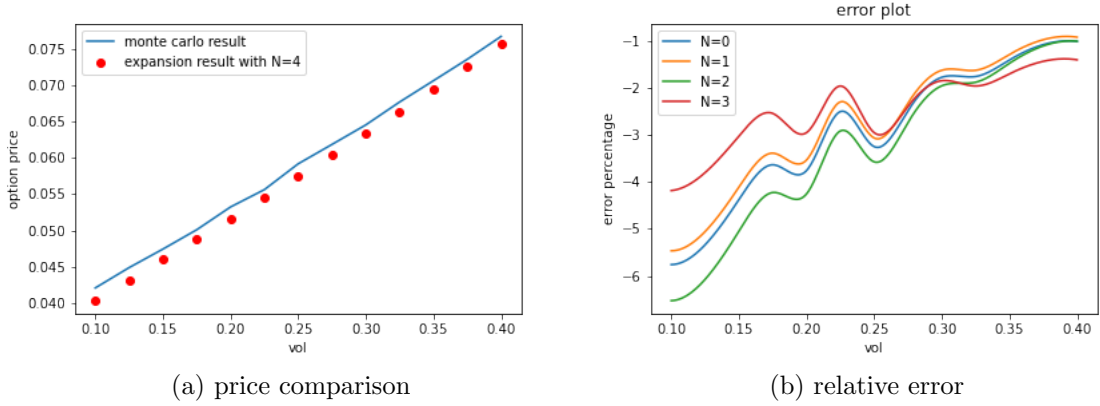 monte carlo result
expansion result with N=4
option price
0.075
0.070
0.065
0.060
0.055
0.050
0.045
0.040
0.10 0.15 0.20 0.25 0.30 0.35 0.40
vol
(a) price comparison
error plot
N=0
N=1
N=2
N=3
error percentage
−1
−2
−3
−4
−5
−6
0.10 0.15 0.20 0.25 0.30 0.35 0.40
vol
(b) relative error